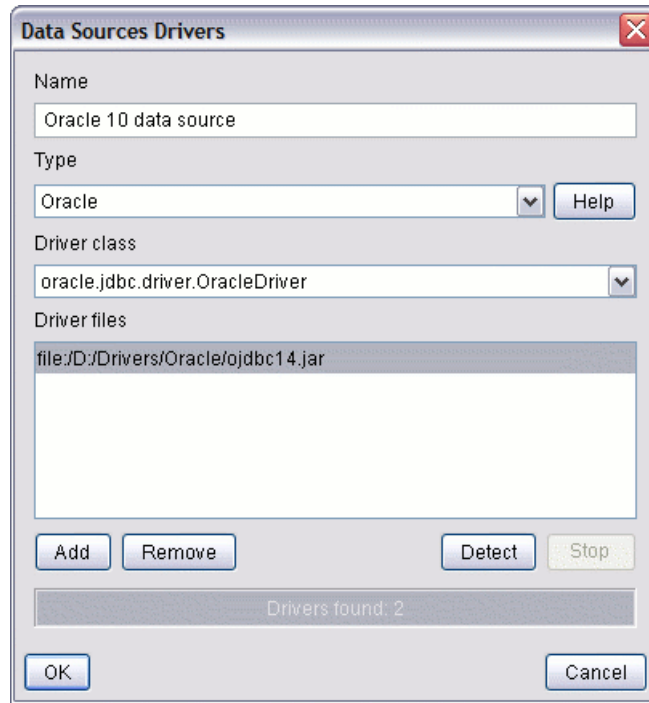 Data Sources Drivers
Name
Oracle 10 data source
Type
Oracle
Help
Driver class
oracle.jdbc.driver.OracleDriver
Driver files
file:/D:/Drivers/Oracle/ojdbc14.jar
Add Remove Detect Stop
Drivers found: 2
OK Cancel